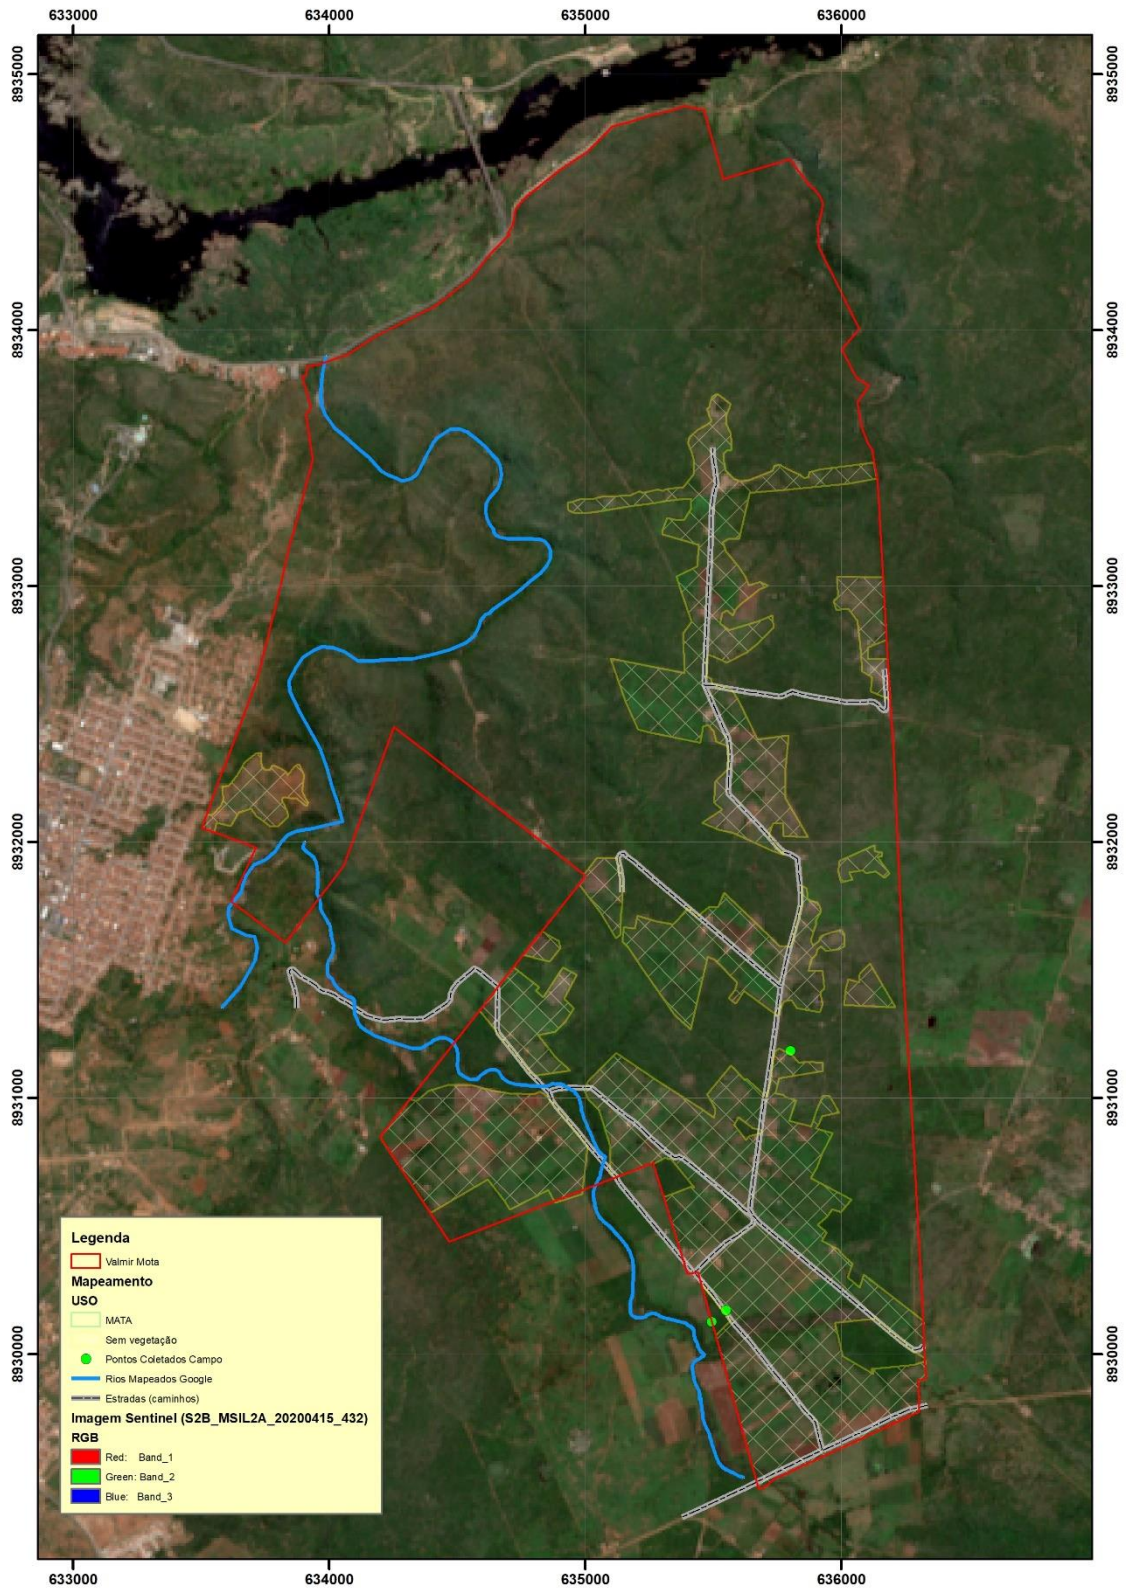 633000 634000 635000 636000
8935000 8935000
8934000 8934000
8933000 8933000
8932000 8932000
8931000 8931000
8930000 8930000
Legenda
Valmir Mota
Mapeamento
USO
MATA
Sem vegetação
Pontos Coletados Campo
Rios Mapeados Google
Estradas (caminhos)
Imagem Sentinel (S2B_MSIL2A_20200415_432)
RGB
Red: Band_1
Green: Band_2
Blue: Band_3
633000 634000 635000 636000